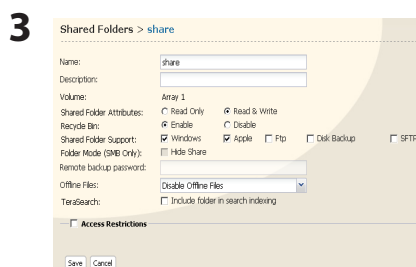 3
Shared Folders > share
Name: share
Description:
Volume: Array 1
Shared Folder Attributes: Read Only Read & Write
Recycle Bin: Enable Disable
Shared Folder Support: Windows Apple Ftp Disk Backup SFTP
Folder Mode (SMB Only): Hide Share
Remote backup password:
Offline Files: Disable Offline Files
TeraSearch: Include folder in search indexing
Access Restrictions
Save Cancel